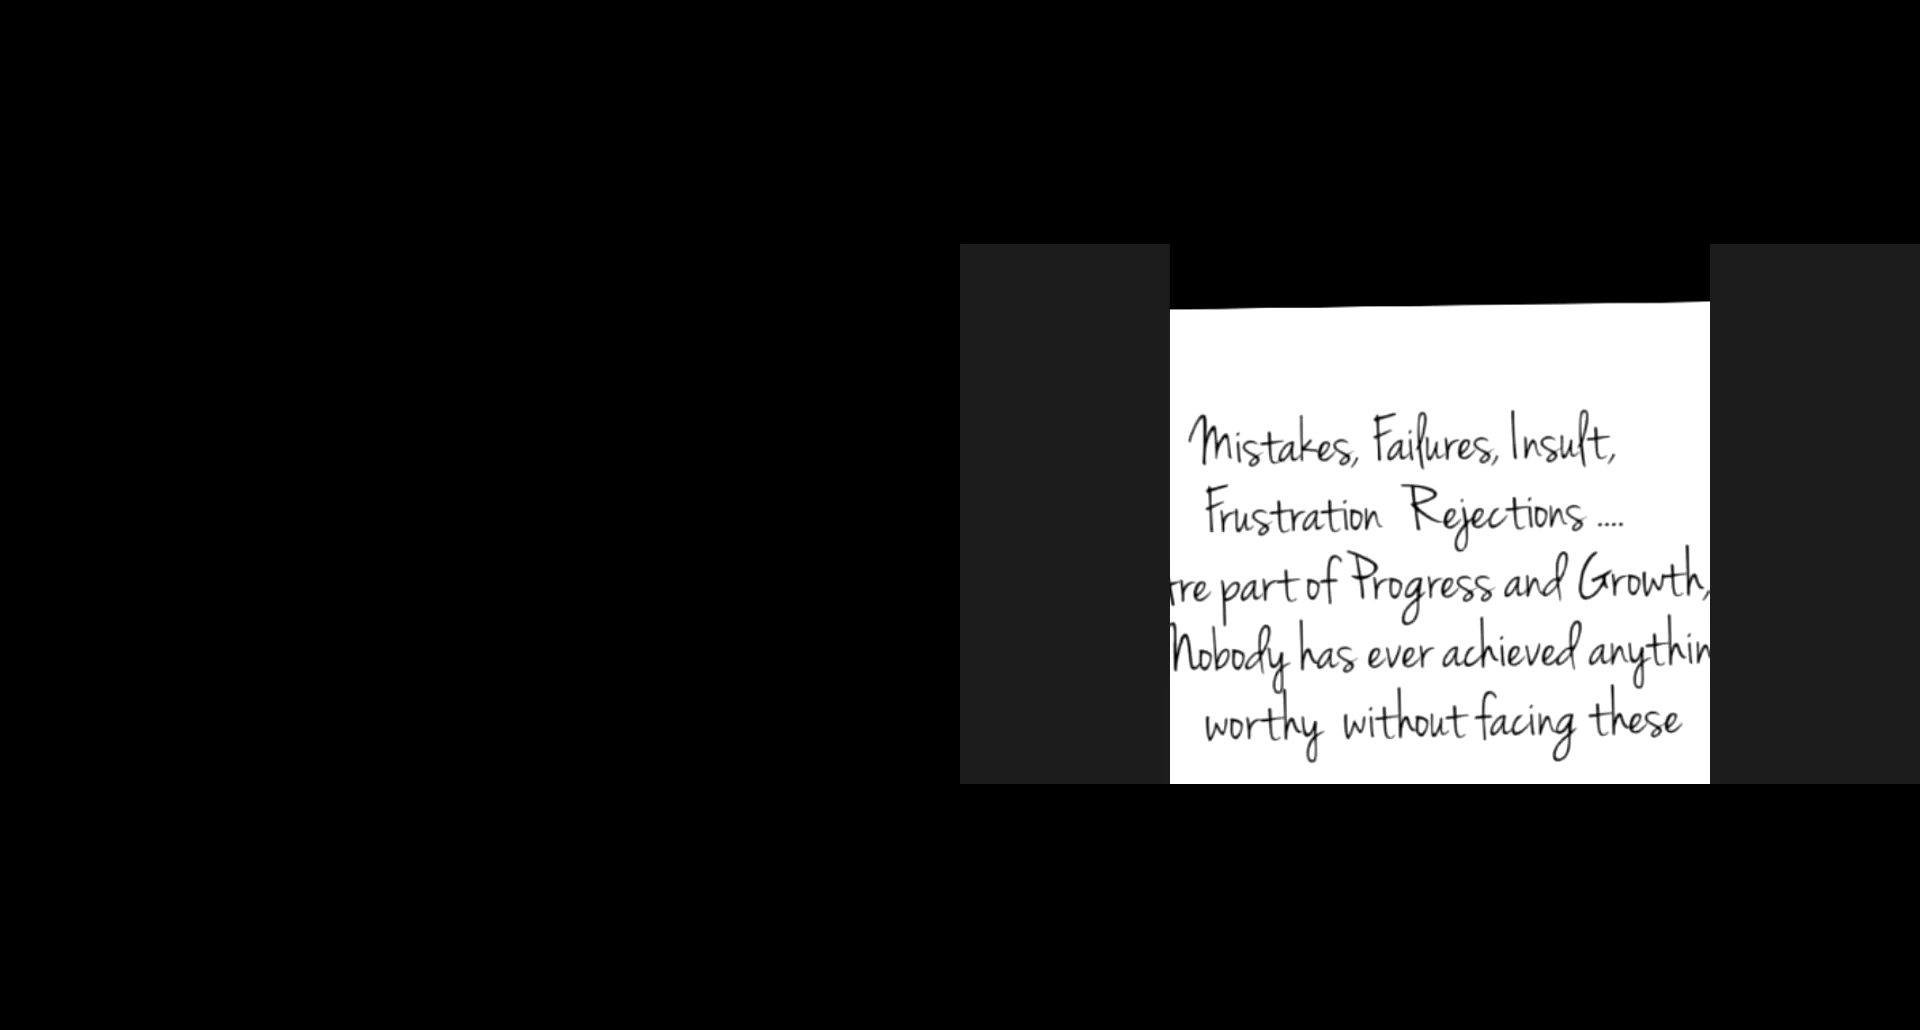 Mistakes, Failures, Insult,
Frustration Rejections ....
re part of Progress and Growth,
Nobody has ever achieved anythin
worthy without facing these